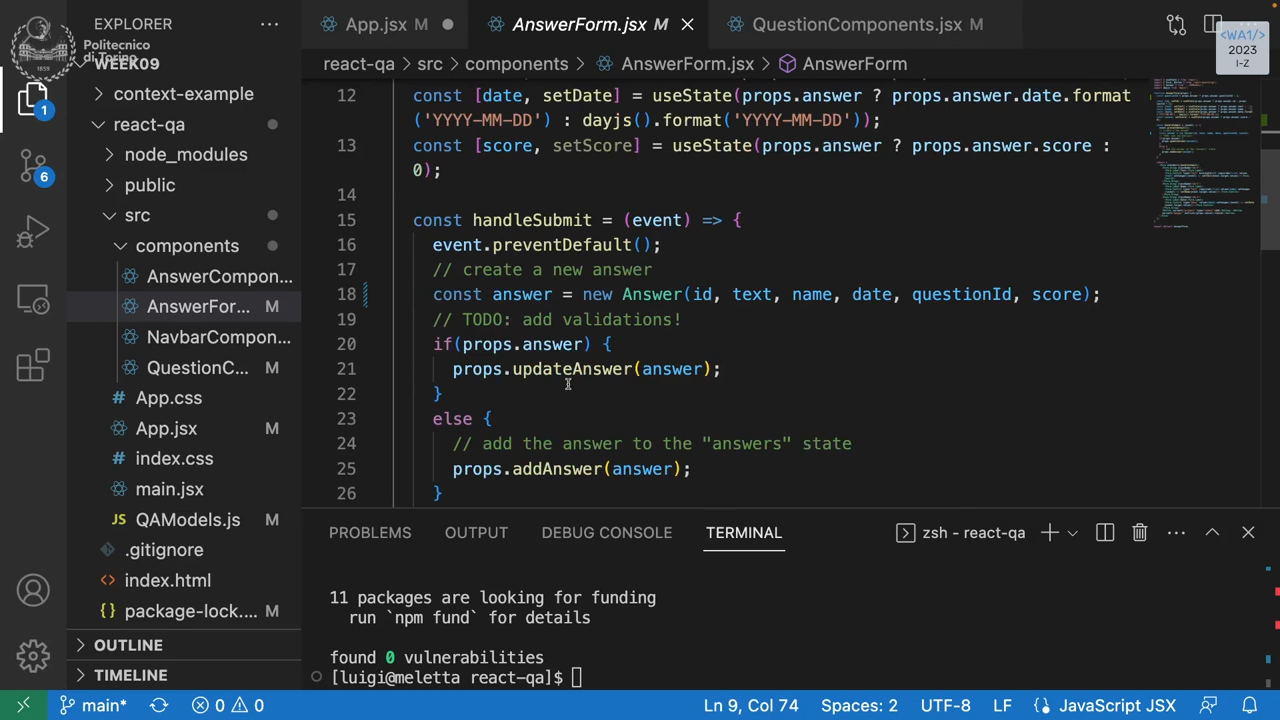 EXPLORER
App.jsx M
AnswerForm.jsx M
QuestionComponents.jsx M
<WA1/>
2023
I-Z
Politecnico
di Torino
WEEK09
react-qa > src > components > AnswerForm.jsx > AnswerForm
context-example
react-qa
node_modules
public
src
components
AnswerCompon...
AnswerFor... M
NavbarCompon...
QuestionC... M
App.css
App.jsx M
index.css
main.jsx
JS QAModels.js M
.gitignore
<> index.html
{} package-lock.... M
OUTLINE
TIMELINE
1
6
12 const [date, setDate] = useState(props.answer ? props.answer.date.format
('YYYY-MM-DD') : dayjs().format('YYYY-MM-DD'));
13 const [score, setScore] = useState(props.answer ? props.answer.score :
0);
14
15 const handleSubmit = (event) => {
16 event.preventDefault();
17 // create a new answer
18 const answer = new Answer(id, text, name, date, questionId, score);
19 // TODO: add validations!
20 if(props.answer) {
21 props.updateAnswer(answer);
22 }
23 else {
24 // add the answer to the "answers" state
25 props.addAnswer(answer);
26 }
PROBLEMS OUTPUT DEBUG CONSOLE TERMINAL zsh - react-qa
11 packages are looking for funding
run `npm fund` for details
found 0 vulnerabilities
[luigi@meletta react-qa]$
main* 0 0 Ln 9, Col 74 Spaces: 2 UTF-8 LF {} JavaScript JSX